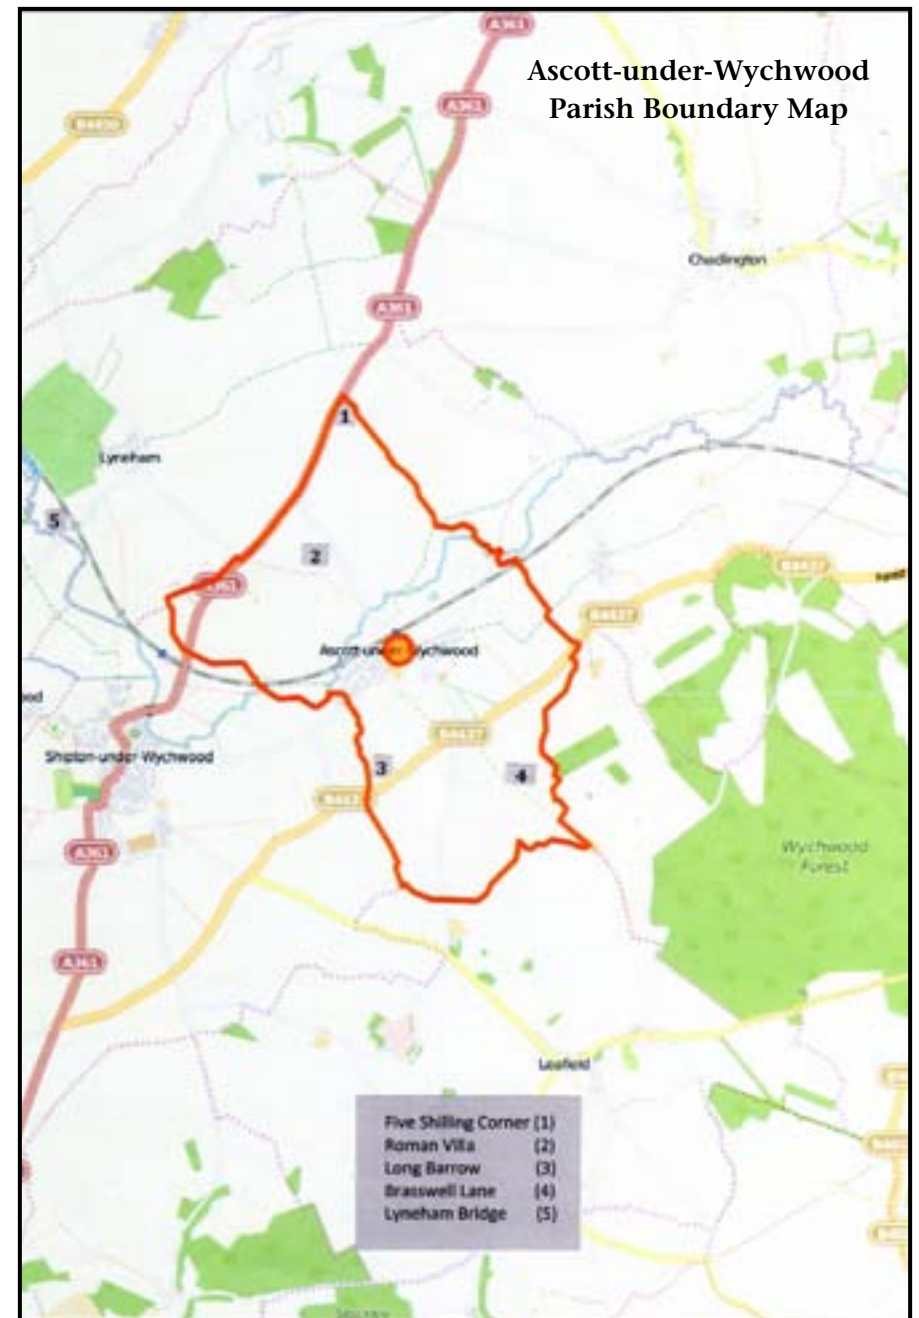 A361
Ascott-under-Wychwood
Parish Boundary Map
A361
Chadlington
A361
1
Lyneham
5
2
B4437
A361
B4437
Ascott-under-Wychwood
B4437
Shipton-under-Wychwood
3
4
A361
Wychwood
Forest
A361
Leafield
Five Shilling Corner (1)
Roman Villa (2)
Long Barrow (3)
Brasswell Lane (4)
Lyneham Bridge (5)